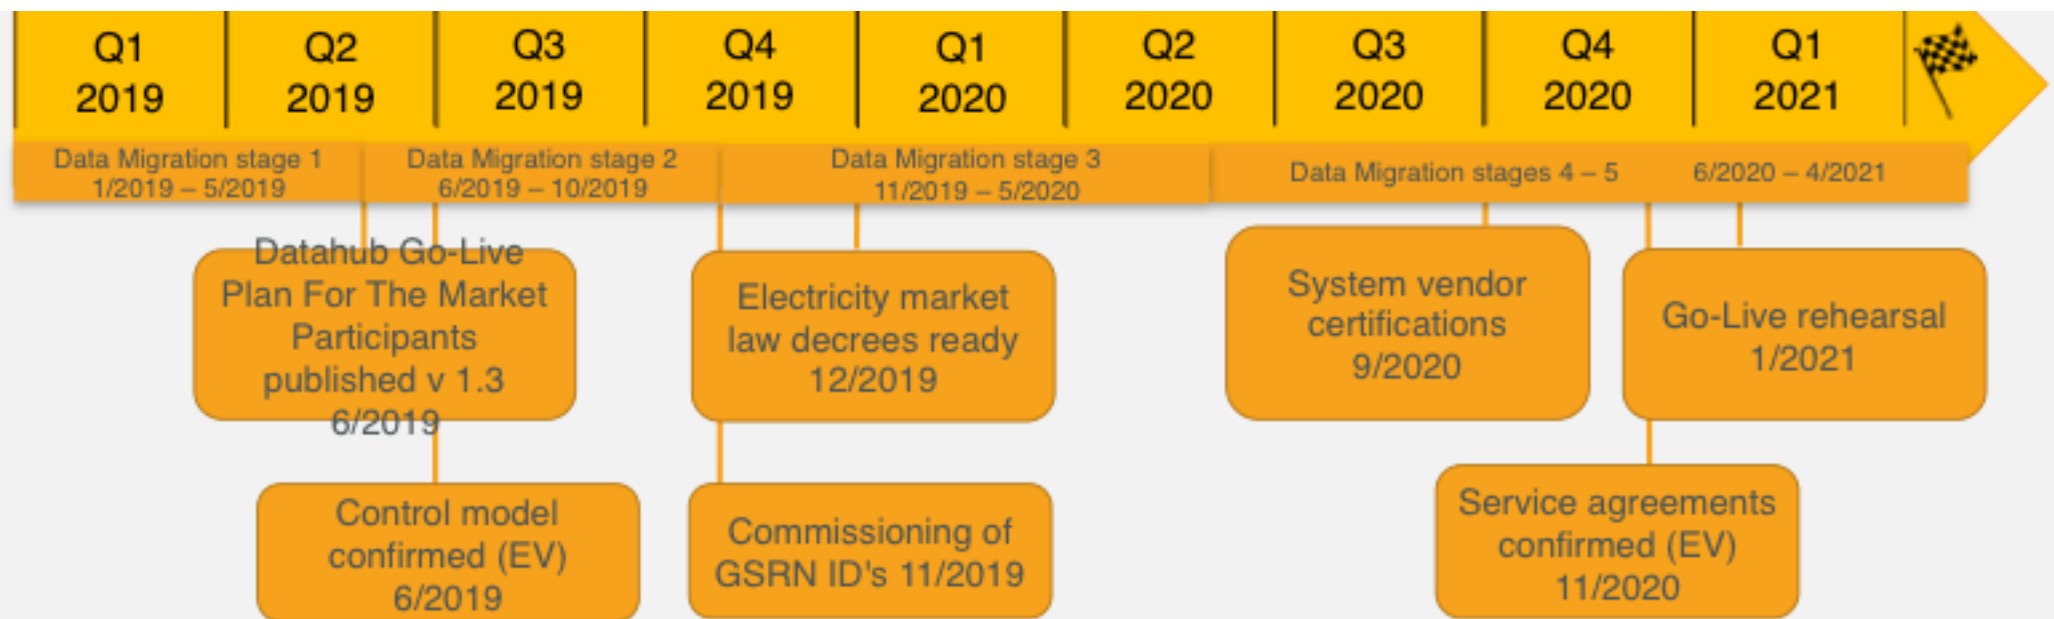 Q1
2019
Q2
2019
Q3
2019
Q4
2019
Q1
2020
Q2
2020
Q3
2020
Q4
2020
Q1
2021
Data Migration stage 1
1/2019 – 5/2019
Data Migration stage 2
6/2019 – 10/2019
Data Migration stage 3
11/2019 – 5/2020
Data Migration stages 4 – 5 6/2020 – 4/2021
Datahub Go-Live
Plan For The Market
Participants
published v 1.3
6/2019
Electricity market
law decrees ready
12/2019
System vendor
certifications
9/2020
Go-Live rehearsal
1/2021
Control model
confirmed (EV)
6/2019
Commissioning of
GSRN ID's 11/2019
Service agreements
confirmed (EV)
11/2020